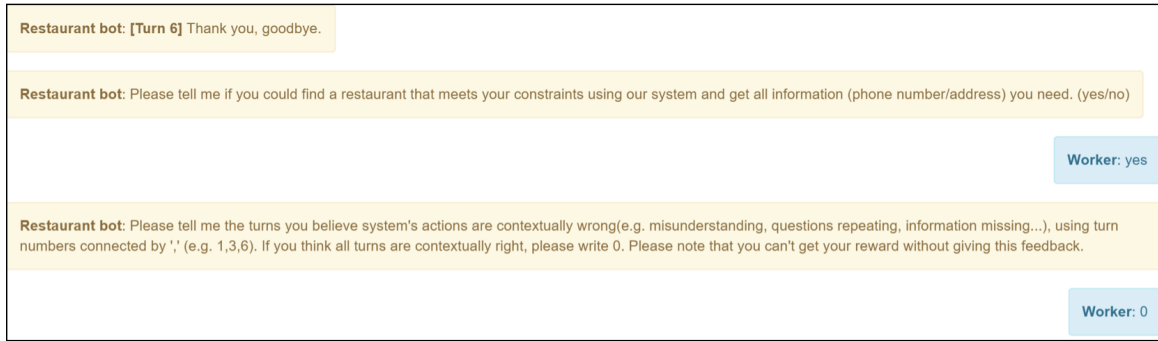 Restaurant bot: [Turn 6] Thank you, goodbye.
Restaurant bot: Please tell me if you could find a restaurant that meets your constraints using our system and get all information (phone number/address) you need. (yes/no)
Worker: yes
Restaurant bot: Please tell me the turns you believe system's actions are contextually wrong(e.g. misunderstanding, questions repeating, information missing...), using turn
numbers connected by ',' (e.g. 1,3,6). If you think all turns are contextually right, please write 0. Please note that you can't get your reward without giving this feedback.
Worker: 0